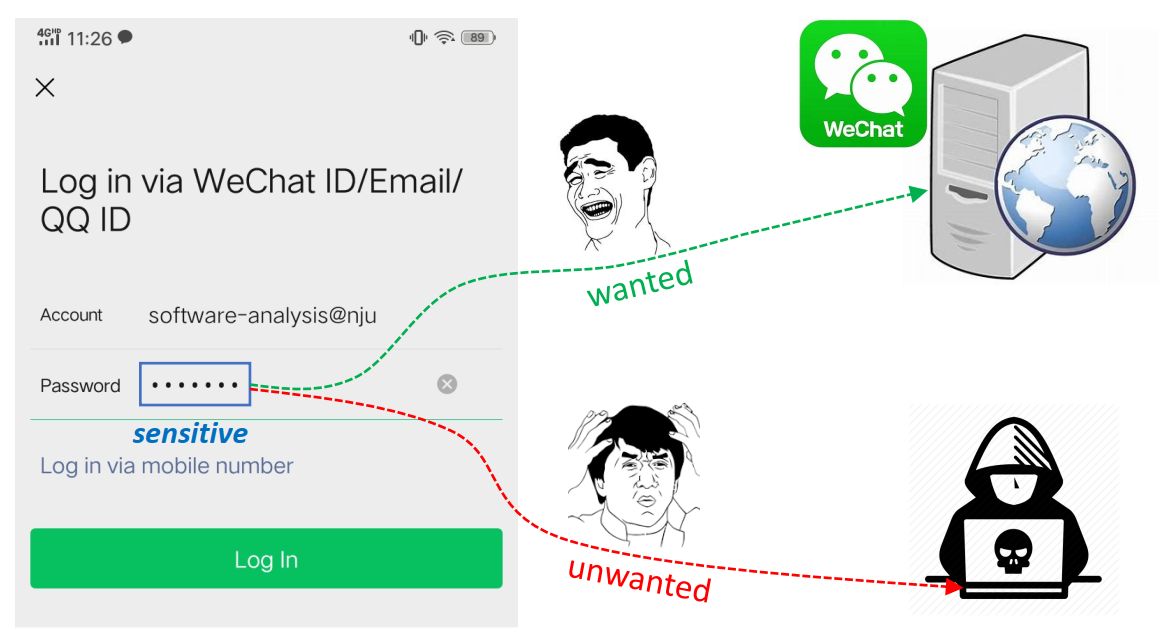 4GHD 11:26 89
Log in via WeChat ID/Email/
QQ ID
Account software-analysis@nju
Password •••••••
sensitive
Log in via mobile number
Log In
wanted
WeChat
unwanted